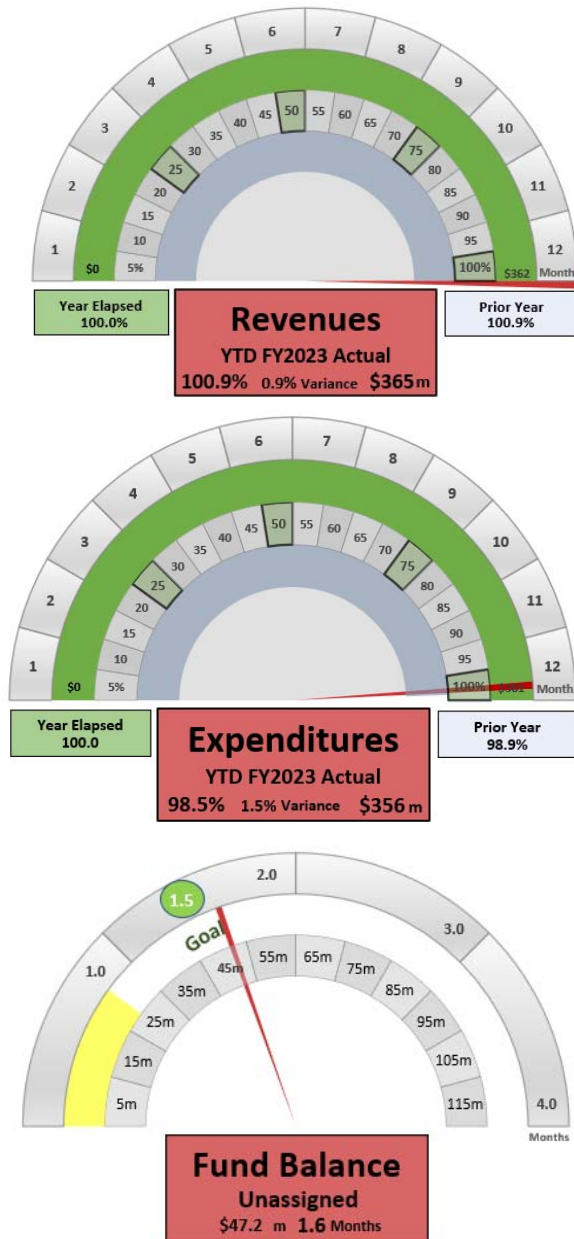 1 2 3 4 5 6 7 8 9 10 11 12 Month
$0 $362
5% 10 15 20 25 30 35 40 45 50 55 60 65 70 75 80 85 90 95 100%
Year Elapsed
100.0%
Revenues
YTD FY2023 Actual
100.9% 0.9% Variance $365 m
Prior Year
100.9%
1 2 3 4 5 6 7 8 9 10 11 12 Month
$0
5% 10 15 20 25 30 35 40 45 50 55 60 65 70 75 80 85 90 95 100%
Year Elapsed
100.0
Expenditures
YTD FY2023 Actual
98.5% 1.5% Variance $356 m
Prior Year
98.9%
1.0 1.5 2.0 3.0 4.0
Months
Goal
5m 15m 25m 35m 45m 55m 65m 75m 85m 95m 105m 115m
Fund Balance
Unassigned
$47.2 m 1.6 Months